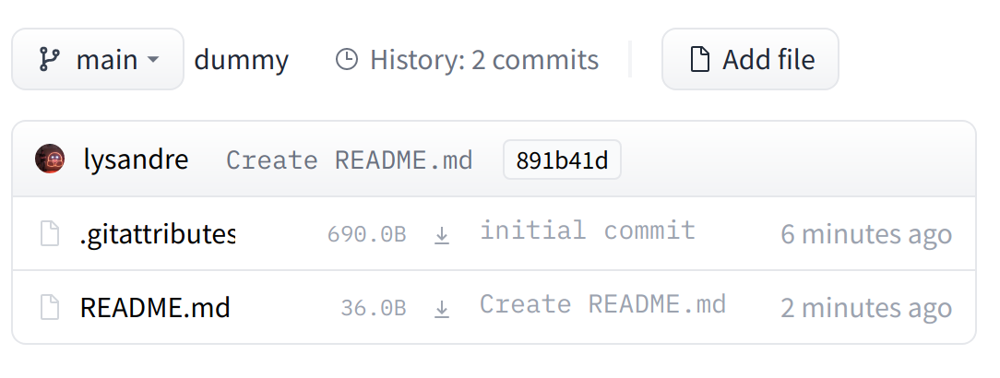 main dummy History: 2 commits Add file
lysandre Create README.md 891b41d
.gitattributes 690.0B initial commit 6 minutes ago
README.md 36.0B Create README.md 2 minutes ago